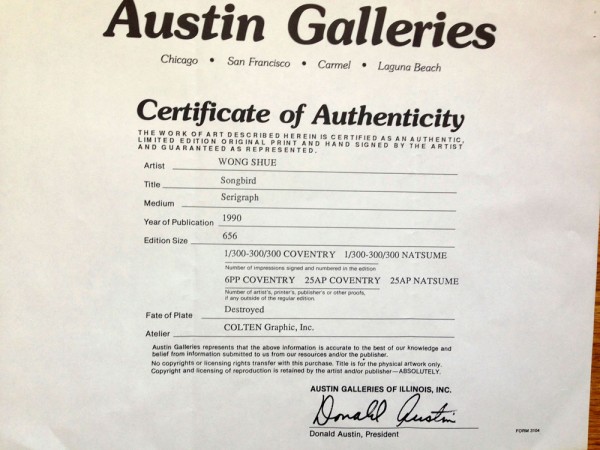 Austin Galleries
Chicago • San Francisco • Carmel • Laguna Beach
Certificate of Authenticity
THE WORK OF ART DESCRIBED HEREIN IS CERTIFIED AS AN AUTHENTIC,
LIMITED EDITION ORIGINAL PRINT AND HAND SIGNED BY THE ARTIST
AND GUARANTEED AS REPRESENTED.
Artist WONG SHUE
Title Songbird
Medium Serigraph
Year of Publication 1990
Edition Size 656
1/300-300/300 COVENTRY 1/300-300/300 NATSUME
Number of impressions signed and numbered in the edition
6PP COVENTRY 25AP COVENTRY 25AP NATSUME
Number of artist's, printer's, publisher's or other proofs,
if any outside of the regular edition
Fate of Plate Destroyed
Atelier COLTEN Graphic, Inc.
Austin Galleries represents that the above information is accurate to the best of our knowledge and
belief from information submitted to us from our resources and/or the publisher.
No copyrights or licensing rights transfer with this purchase. Title is for the physical artwork only.
Copyright and licensing of reproduction is retained by the artist and/or publisher—ABSOLUTELY.
AUSTIN GALLERIES OF ILLINOIS, INC.
Donald Austin
Donald Austin, President
FORM 3104